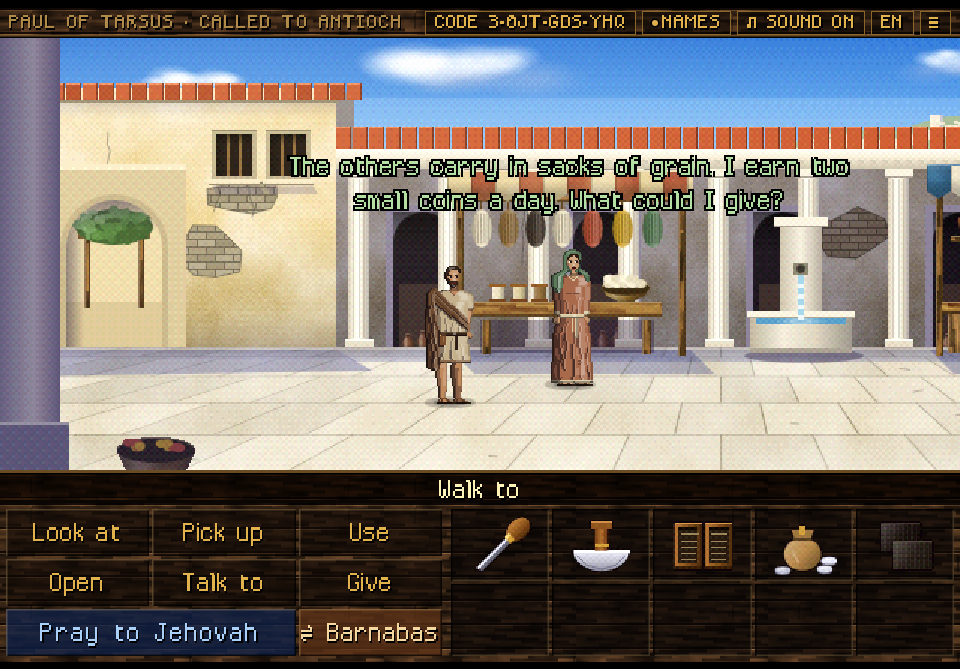 PAUL OF TARSUS · CALLED TO ANTIOCH
CODE 3-0JT-GDS-YHQ
•NAMES
♫ SOUND ON
EN
≡
The others carry in sacks of grain. I earn two
small coins a day. What could I give?
Walk to
Look at
Pick up
Use
Open
Talk to
Give
Pray to Jehovah
⇄ Barnabas